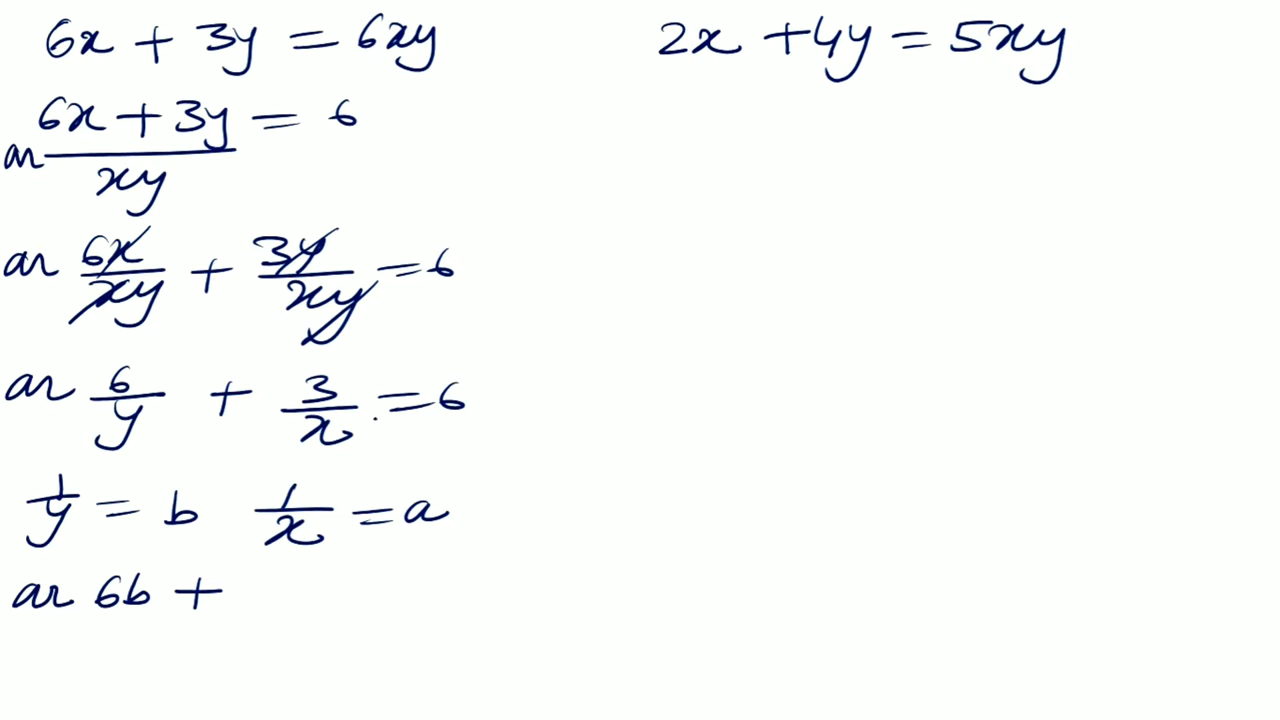 6x + 3y = 6xy
2x + 4y = 5xy
or (6x + 3y)/xy = 6
or 6x/xy + 3y/xy = 6
or 6/y + 3/x = 6
1/y = b 1/x = a
or 6b +